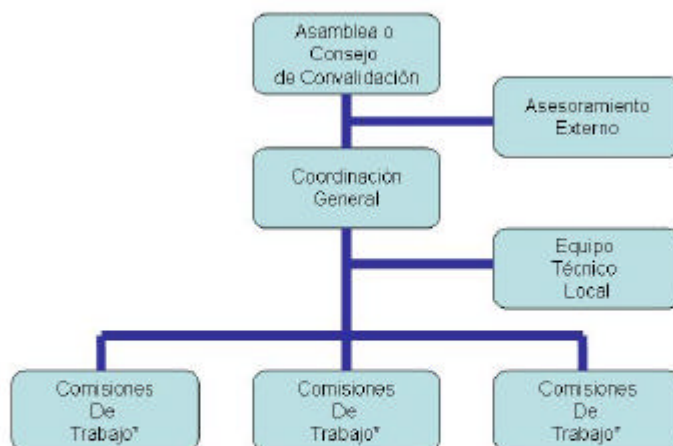 Asamblea o
Consejo
de Convalidación
Asesoramiento
Externo
Coordinación
General
Equipo
Técnico
Local
Comisiones
De
Trabajo*
Comisiones
De
Trabajo*
Comisiones
De
Trabajo*